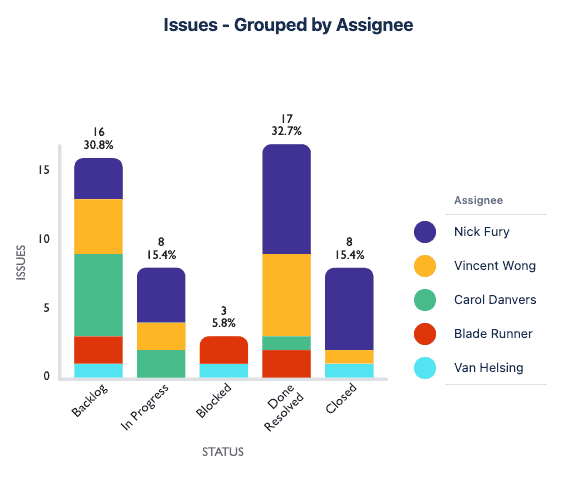 Issues - Grouped by Assignee
16
30.8%
8
15.4%
3
5.8%
17
32.7%
8
15.4%
15
10
5
0
ISSUES
Backlog
In Progress
Blocked
Done
Resolved
Closed
STATUS
Assignee
Nick Fury
Vincent Wong
Carol Danvers
Blade Runner
Van Helsing